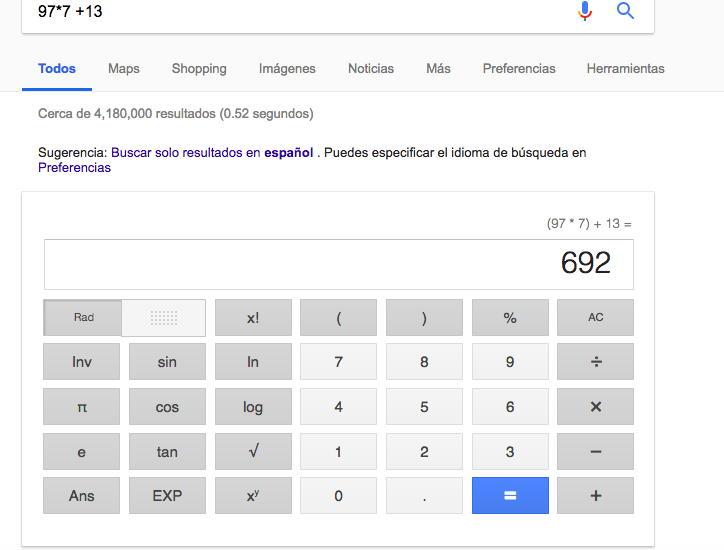 97*7 +13
Todos Maps Shopping Imágenes Noticias Más Preferencias Herramientas
Cerca de 4,180,000 resultados (0.52 segundos)
Sugerencia: Buscar solo resultados en español . Puedes especificar el idioma de búsqueda en
Preferencias
(97 * 7) + 13 =
692
Rad x! ( ) % AC
Inv sin ln 7 8 9 ÷
π cos log 4 5 6 ×
e tan √ 1 2 3 −
Ans EXP xʸ 0 . = +